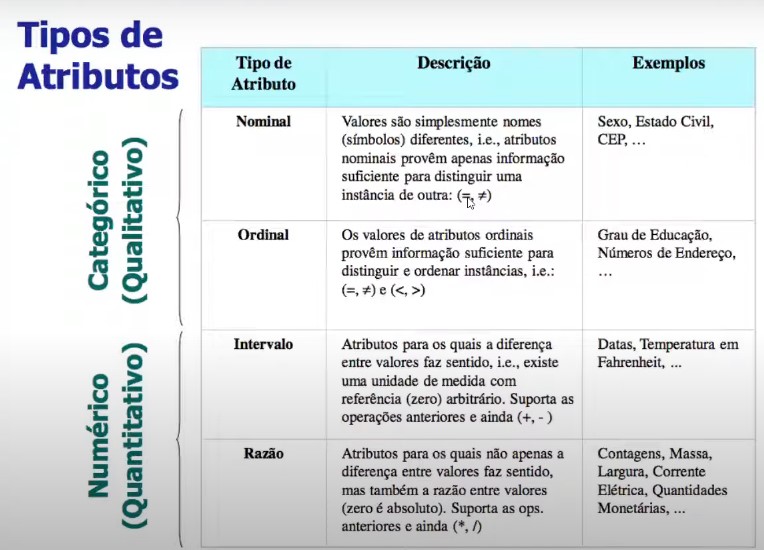 Tipos de
Atributos
Tipo de
Atributo
Descrição
Exemplos
Categórico
(Qualitativo)
Nominal
Valores são simplesmente nomes
(símbolos) diferentes, i.e., atributos
nominais provêm apenas informação
suficiente para distinguir uma
instância de outra: (=, ≠)
Sexo, Estado Civil,
CEP, ...
Ordinal
Os valores de atributos ordinais
provêm informação suficiente para
distinguir e ordenar instâncias, i.e.:
(=, ≠) e (<, >)
Grau de Educação,
Números de Endereço,
...
Numérico
(Quantitativo)
Intervalo
Atributos para os quais a diferença
entre valores faz sentido, i.e., existe
uma unidade de medida com
referência (zero) arbitrário. Suporta as
operações anteriores e ainda (+, - )
Datas, Temperatura em
Fahrenheit, ...
Razão
Atributos para os quais não apenas a
diferença entre valores faz sentido,
mas também a razão entre valores
(zero é absoluto). Suporta as ops.
anteriores e ainda (*, /)
Contagens, Massa,
Largura, Corrente
Elétrica, Quantidades
Monetárias, ...